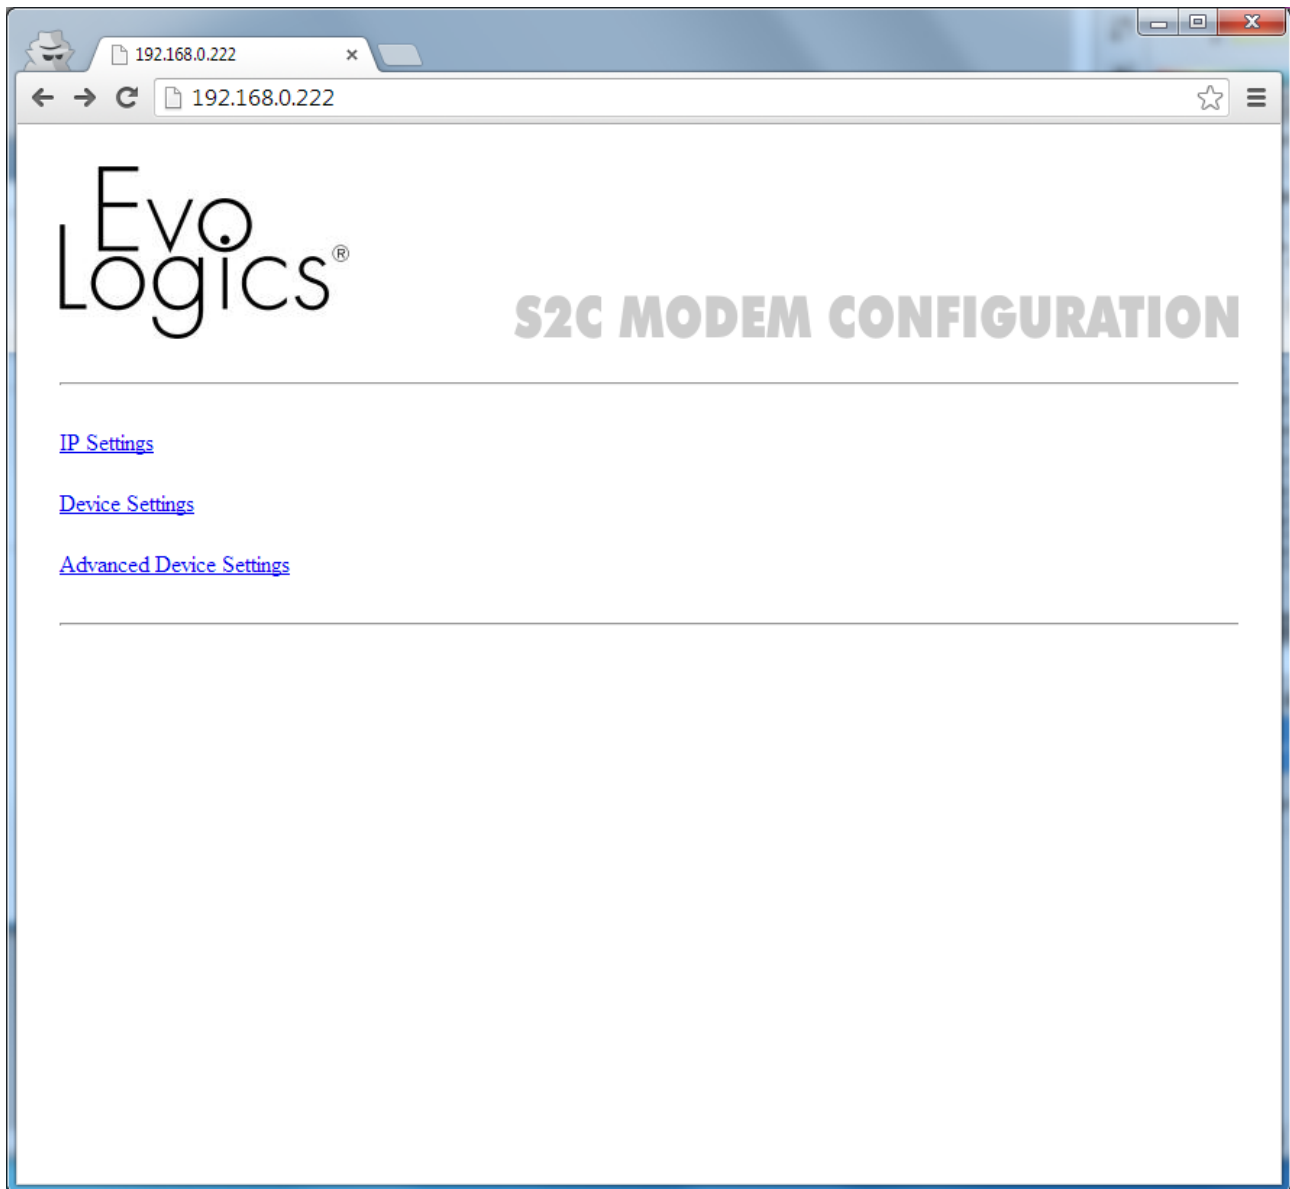 192.168.0.222
192.168.0.222
Evo
Logics®
S2C MODEM CONFIGURATION
IP Settings
Device Settings
Advanced Device Settings